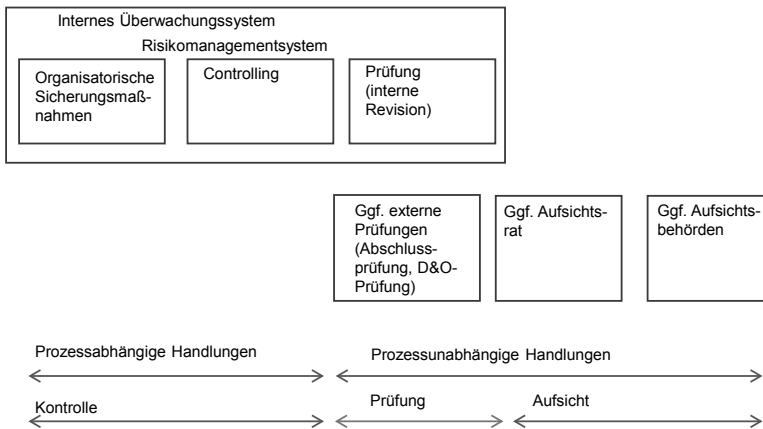 Internes Überwachungssystem
Risikomanagementsystem
Organisatorische
Sicherungsmaß-
nahmen
Controlling
Prüfung
(interne
Revision)
Ggf. externe
Prüfungen
(Abschluss-
prüfung, D&O-
Prüfung)
Ggf. Aufsichts-
rat
Ggf. Aufsichts-
behörden
Prozessabhängige Handlungen
Prozessunabhängige Handlungen
Kontrolle
Prüfung
Aufsicht